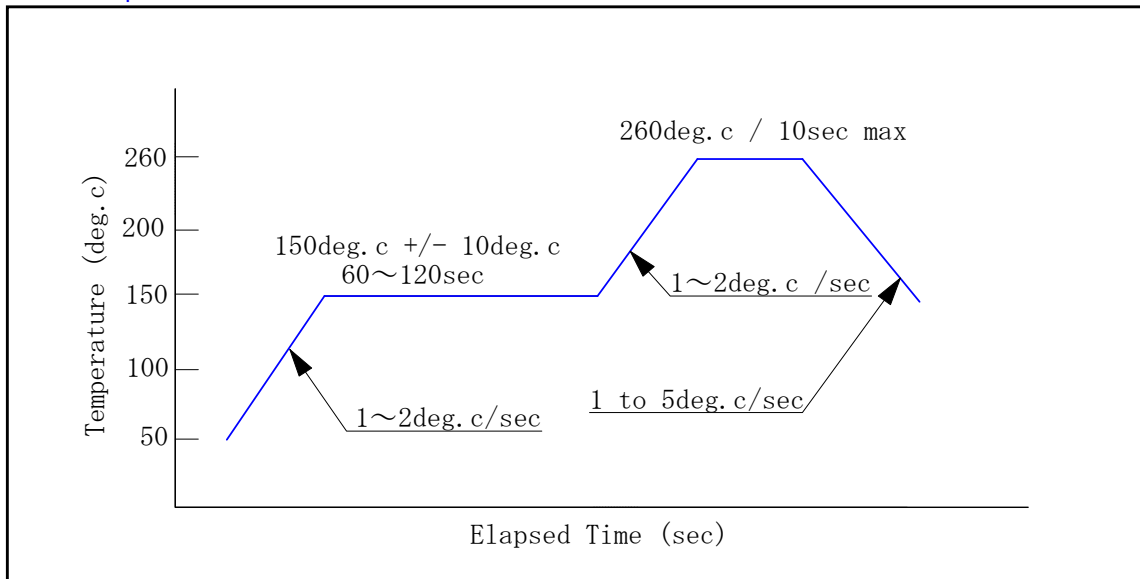 260deg.c / 10sec max
260
200
150deg.c +/- 10deg.c
60～120sec
150
1～2deg.c /sec
100
1～2deg.c/sec
1 to 5deg.c/sec
50
Temperature (deg.c)
Elapsed Time (sec)